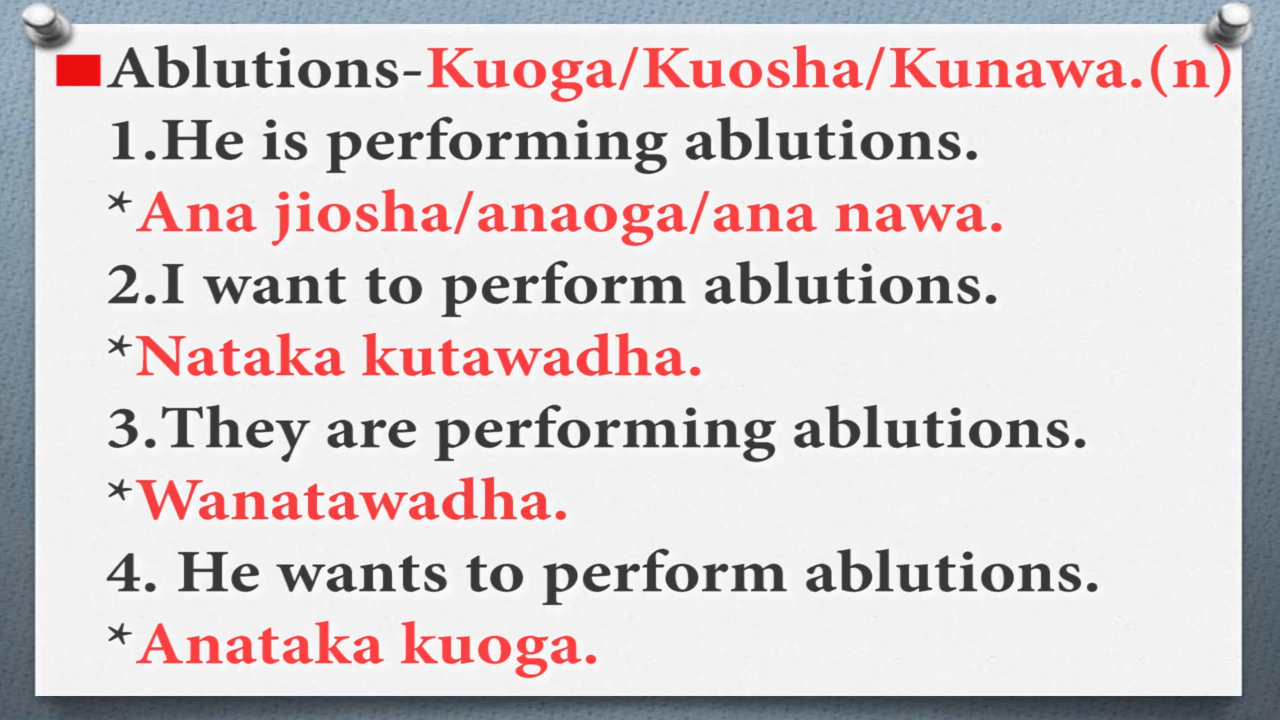 Ablutions-Kuoga/Kuosha/Kunawa.(n)
1.He is performing ablutions.
*Ana jiosha/anaoga/ana nawa.
2.I want to perform ablutions.
*Nataka kutawadha.
3.They are performing ablutions.
*Wanatawadha.
4. He wants to perform ablutions.
*Anataka kuoga.